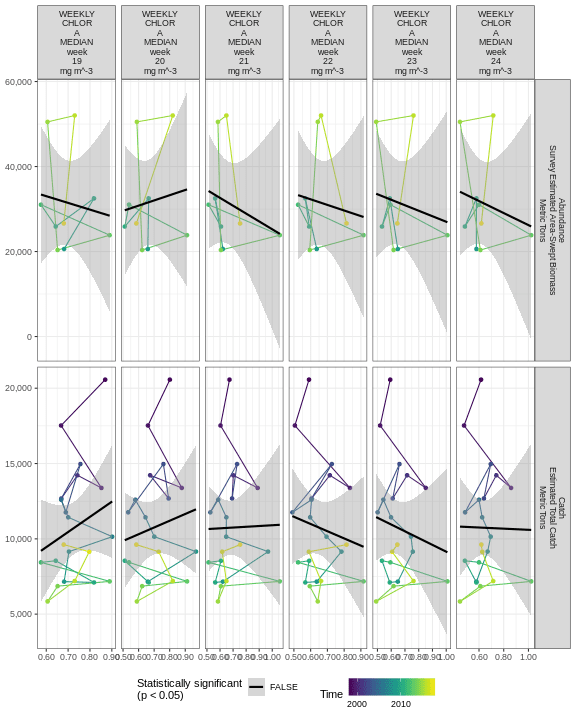 WEEKLY
CHLOR
A
MEDIAN
week
19
mg m^-3
WEEKLY
CHLOR
A
MEDIAN
week
20
mg m^-3
WEEKLY
CHLOR
A
MEDIAN
week
21
mg m^-3
WEEKLY
CHLOR
A
MEDIAN
week
22
mg m^-3
WEEKLY
CHLOR
A
MEDIAN
week
23
mg m^-3
WEEKLY
CHLOR
A
MEDIAN
week
24
mg m^-3
60,000
40,000
20,000
0
Abundance
Survey Estimated Area-Swept Biomass
Metric Tons
20,000
15,000
10,000
5,000
Catch
Estimated Total Catch
Metric Tons
0.60 0.70 0.80 0.90
0.50 0.60 0.70 0.80 0.90
0.50 0.60 0.70 0.80 0.90 1.00
0.50 0.60 0.70 0.80 0.90
0.50 0.60 0.70 0.80 0.90 1.00
0.60 0.80 1.00
Statistically significant
(p < 0.05)
FALSE
Time
2000 2010